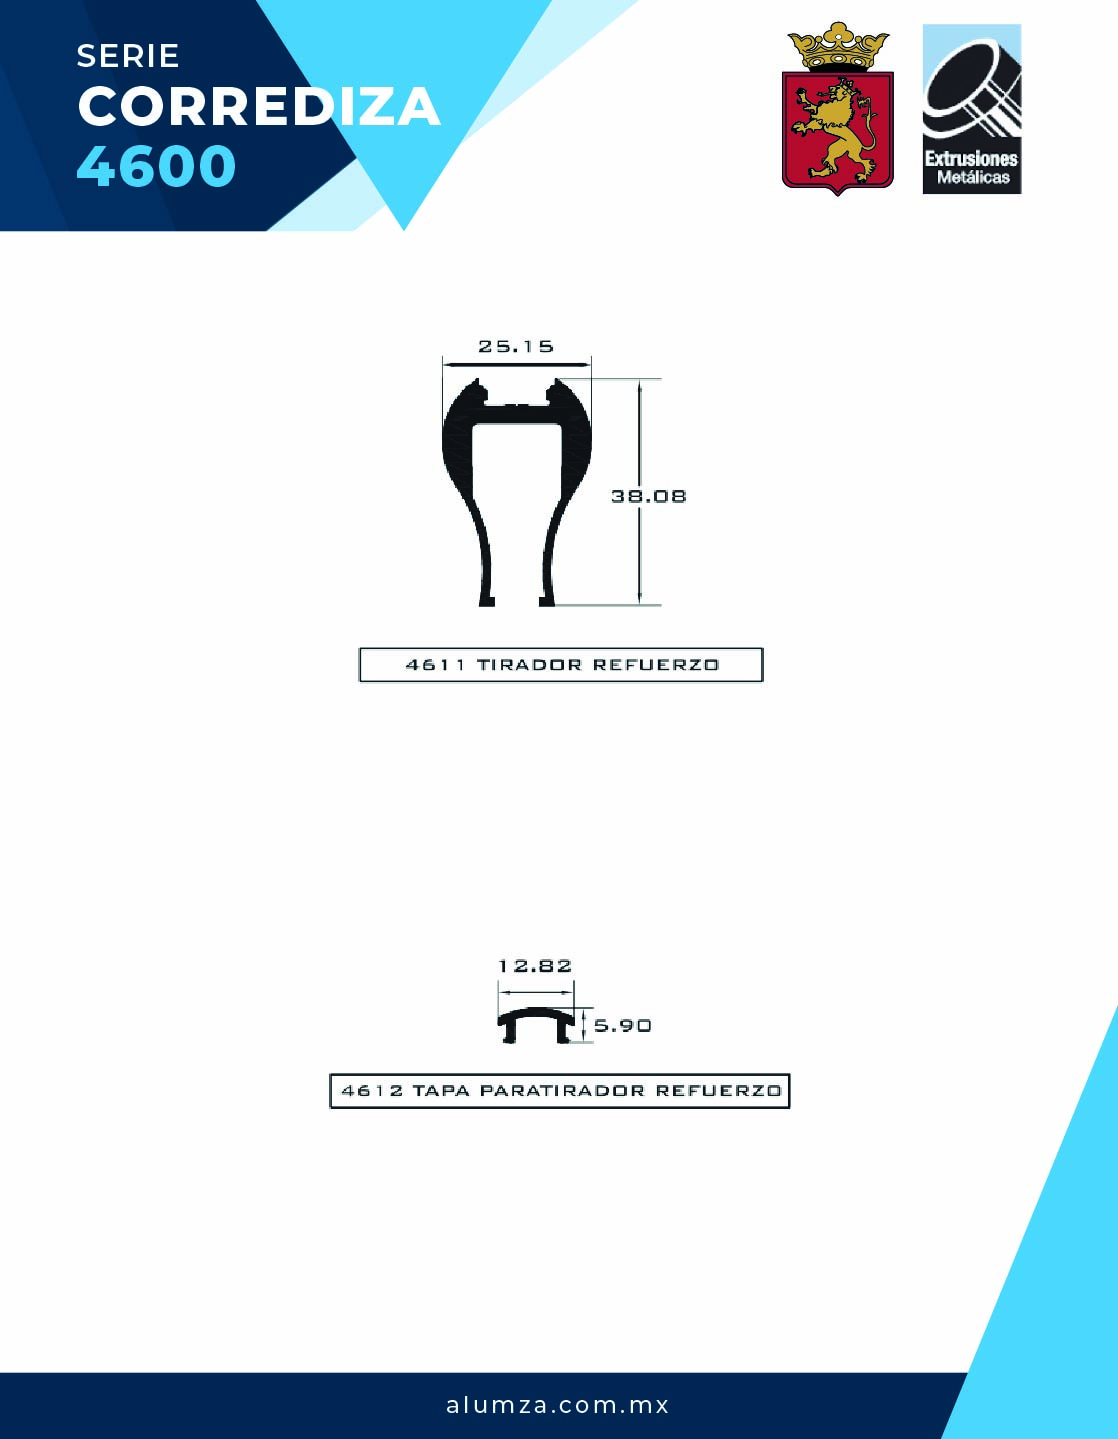 SERIE
CORREDIZA
4600
Extrusiones
Metálicas
25.15
38.08
4611 TIRADOR REFUERZO
12.82
5.90
4612 TAPA PARATIRADOR REFUERZO
alumza.com.mx